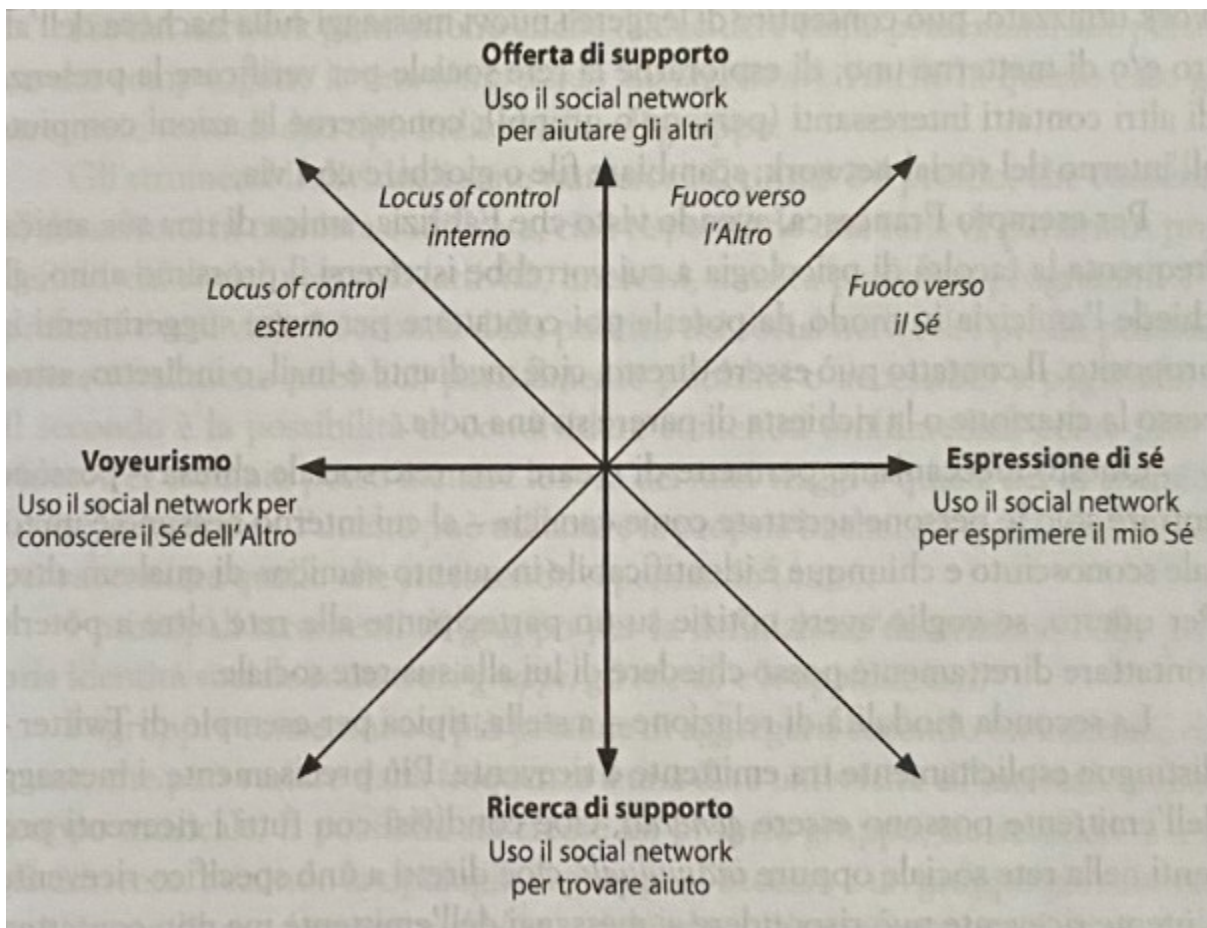 Offerta di supporto
Uso il social network
per aiutare gli altri
Locus of control
interno
Fuoco verso
l'Altro
Locus of control
esterno
Fuoco verso
il Sé
Voyeurismo
Uso il social network per
conoscere il Sé dell'Altro
Espressione di sé
Uso il social network
per esprimere il mio Sé
Ricerca di supporto
Uso il social network
per trovare aiuto